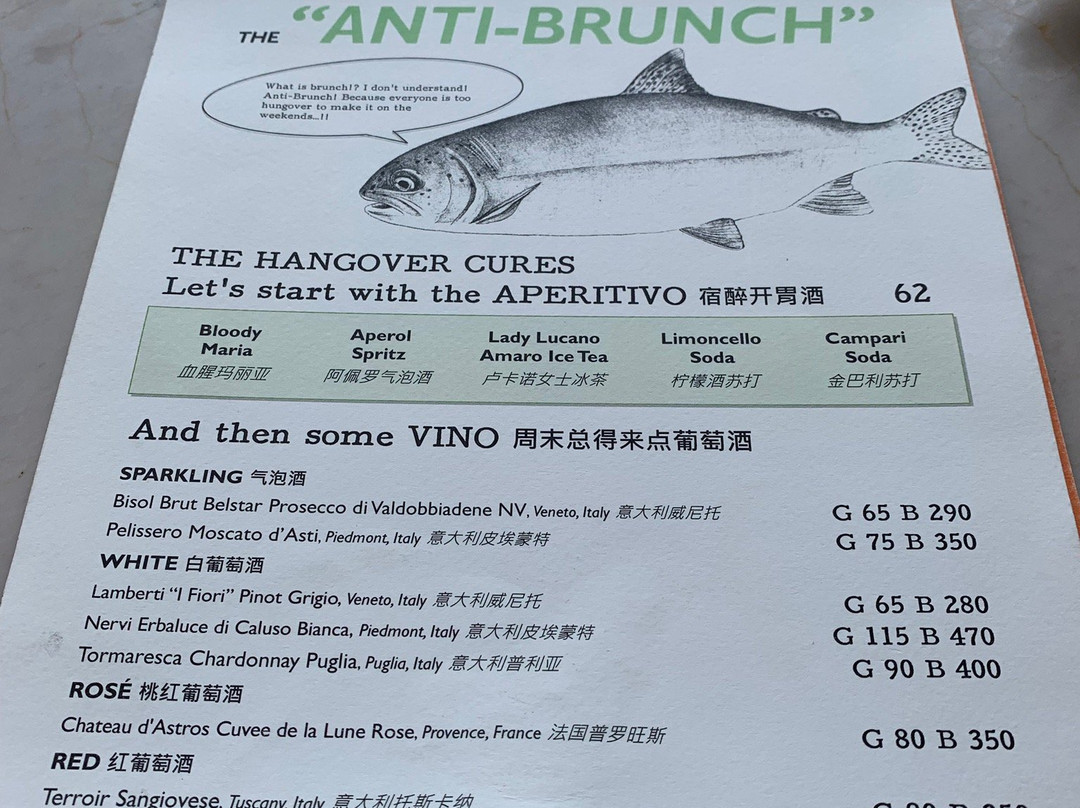 THE "ANTI-BRUNCH"
What is brunch!? I don't understand!
Anti-Brunch! Because everyone is too
hungover to make it on the
weekends...!!
THE HANGOVER CURES
Let's start with the APERITIVO 宿醉开胃酒 62
Bloody Maria 血腥玛丽亚
Aperol Spritz 阿佩罗气泡酒
Lady Lucano Amaro Ice Tea 卢卡诺女士冰茶
Limoncello Soda 柠檬酒苏打
Campari Soda 金巴利苏打
And then some VINO 周末总得来点葡萄酒
SPARKLING 气泡酒
Bisol Brut Belstar Prosecco di Valdobbiadene NV, Veneto, Italy 意大利威尼托 G 65 B 290
Pelissero Moscato d'Asti, Piedmont, Italy 意大利皮埃蒙特 G 75 B 350
WHITE 白葡萄酒
Lamberti "I Fiori" Pinot Grigio, Veneto, Italy 意大利威尼托 G 65 B 280
Nervi Erbaluce di Caluso Bianca, Piedmont, Italy 意大利皮埃蒙特 G 115 B 470
Tormaresca Chardonnay Puglia, Puglia, Italy 意大利普利亚 G 90 B 400
ROSÉ 桃红葡萄酒
Chateau d'Astros Cuvee de la Lune Rose, Provence, France 法国普罗旺斯 G 80 B 350
RED 红葡萄酒
Terroir Sangiovese, Tuscany, Italy 意大利托斯卡纳